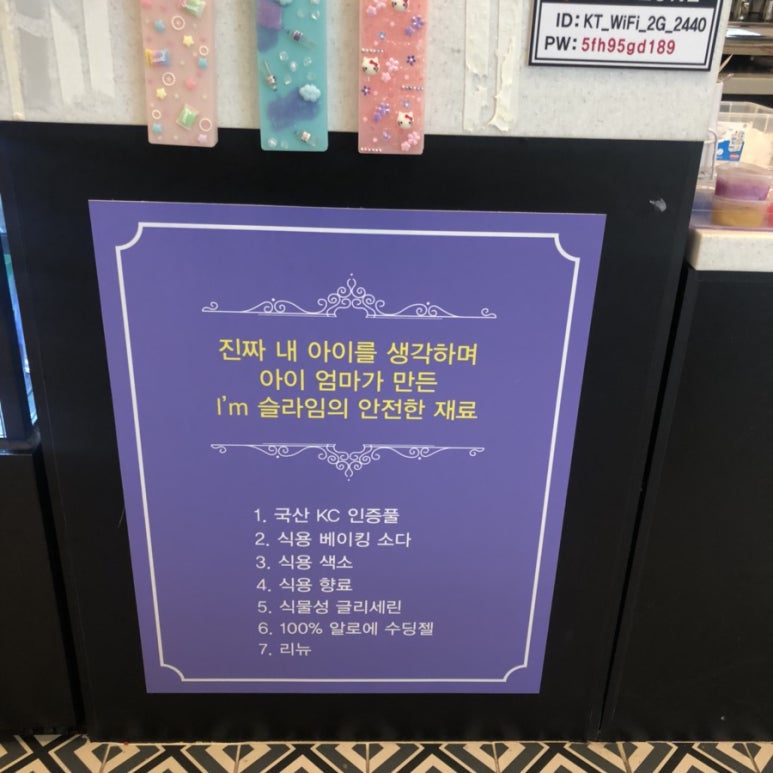 ID: KT_WiFi_2G_2440
PW: 5fh95gd189
진짜 내 아이를 생각하며
아이 엄마가 만든
I'm 슬라임의 안전한 재료
1. 국산 KC 인증풀
2. 식용 베이킹 소다
3. 식용 색소
4. 식용 향료
5. 식물성 글리세린
6. 100% 알로에 수딩젤
7. 리뉴